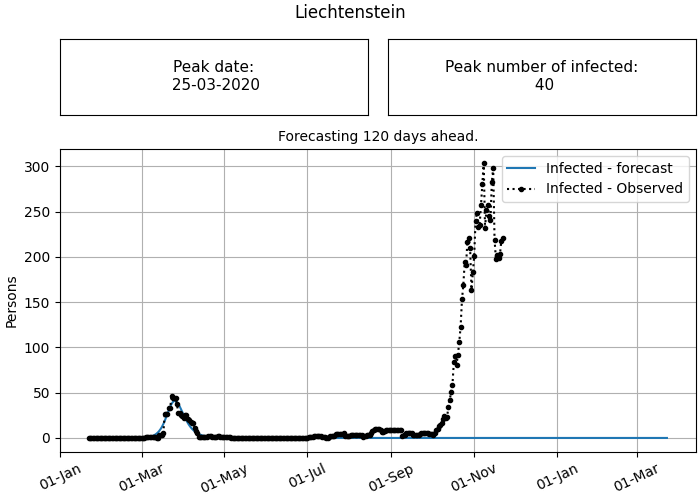 Liechtenstein
Peak date:
25-03-2020
Peak number of infected:
40
Forecasting 120 days ahead.
Infected - forecast
Infected - Observed
300
250
200
150
100
50
0
Persons
01-Jan
01-Mar
01-May
01-Jul
01-Sep
01-Nov
01-Jan
01-Mar